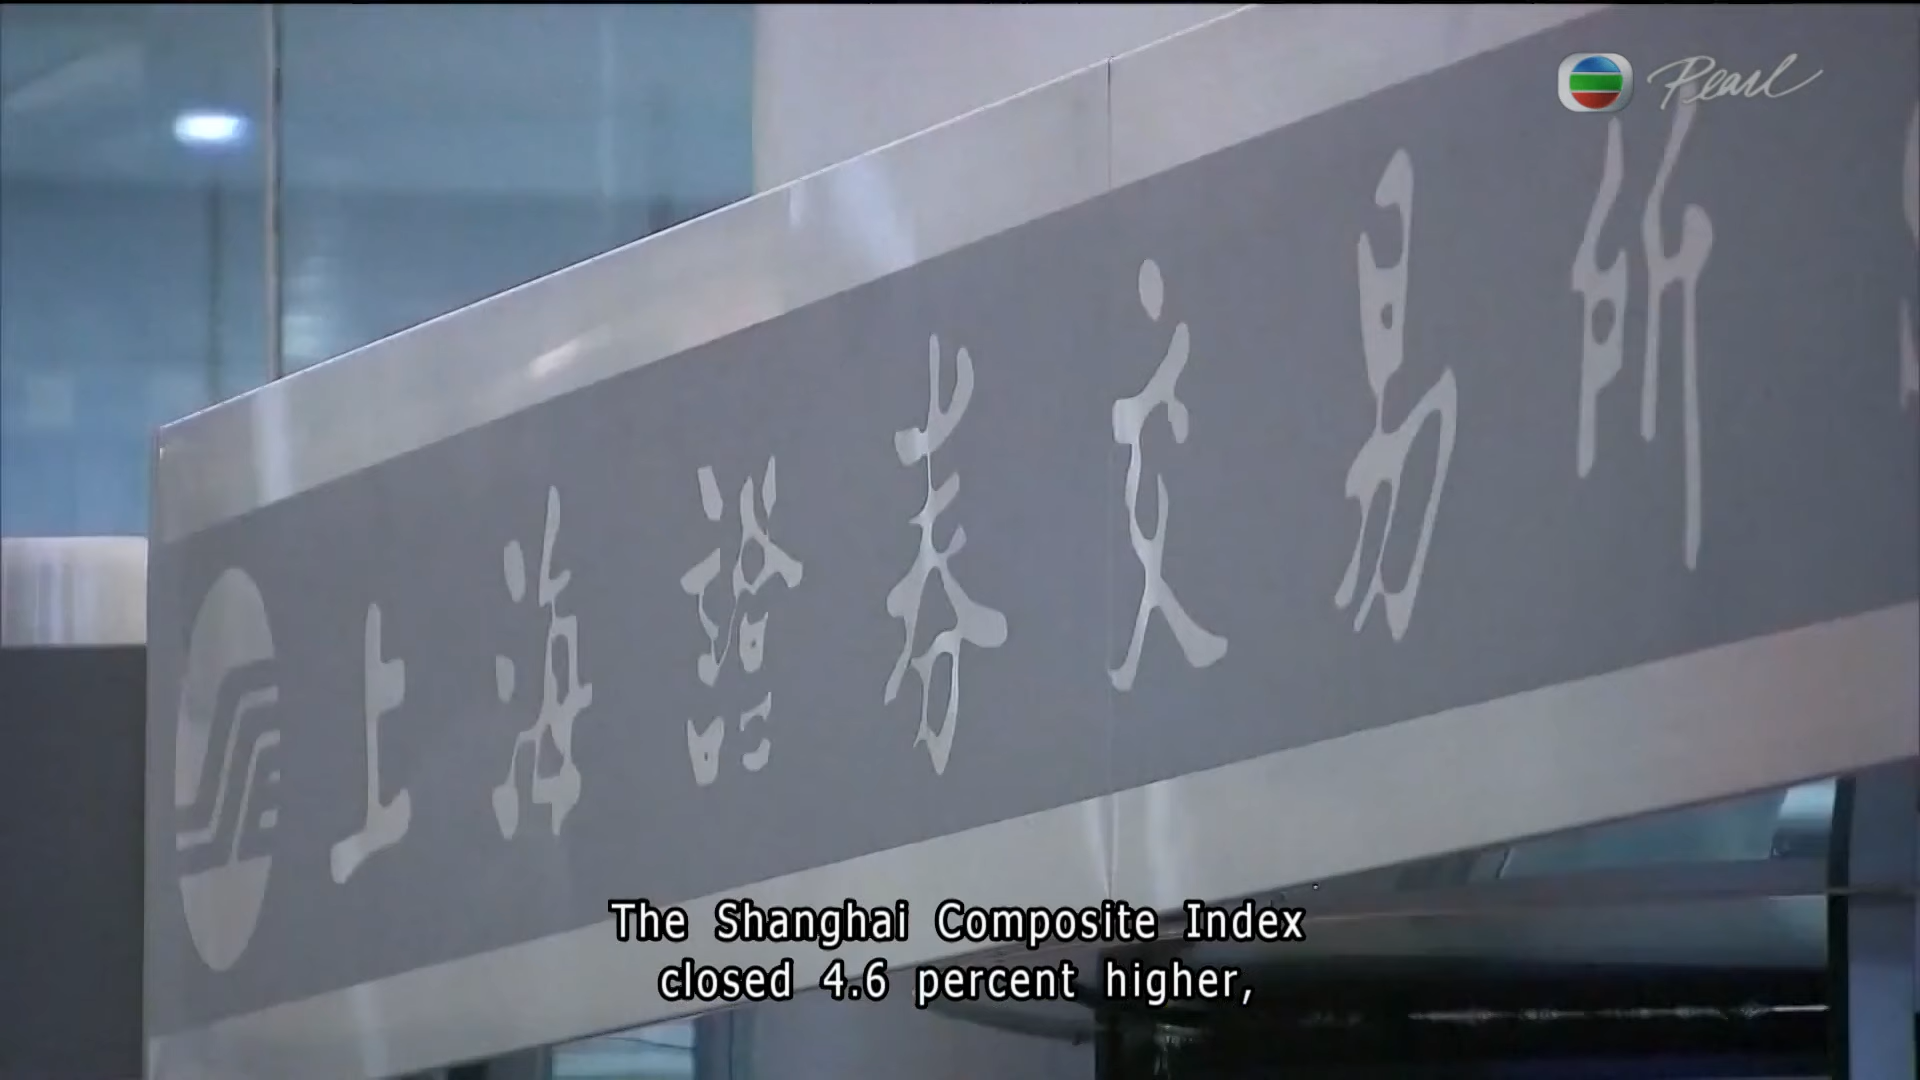 Pearl
上海證券交易所
The Shanghai Composite Index
closed 4.6 percent higher,